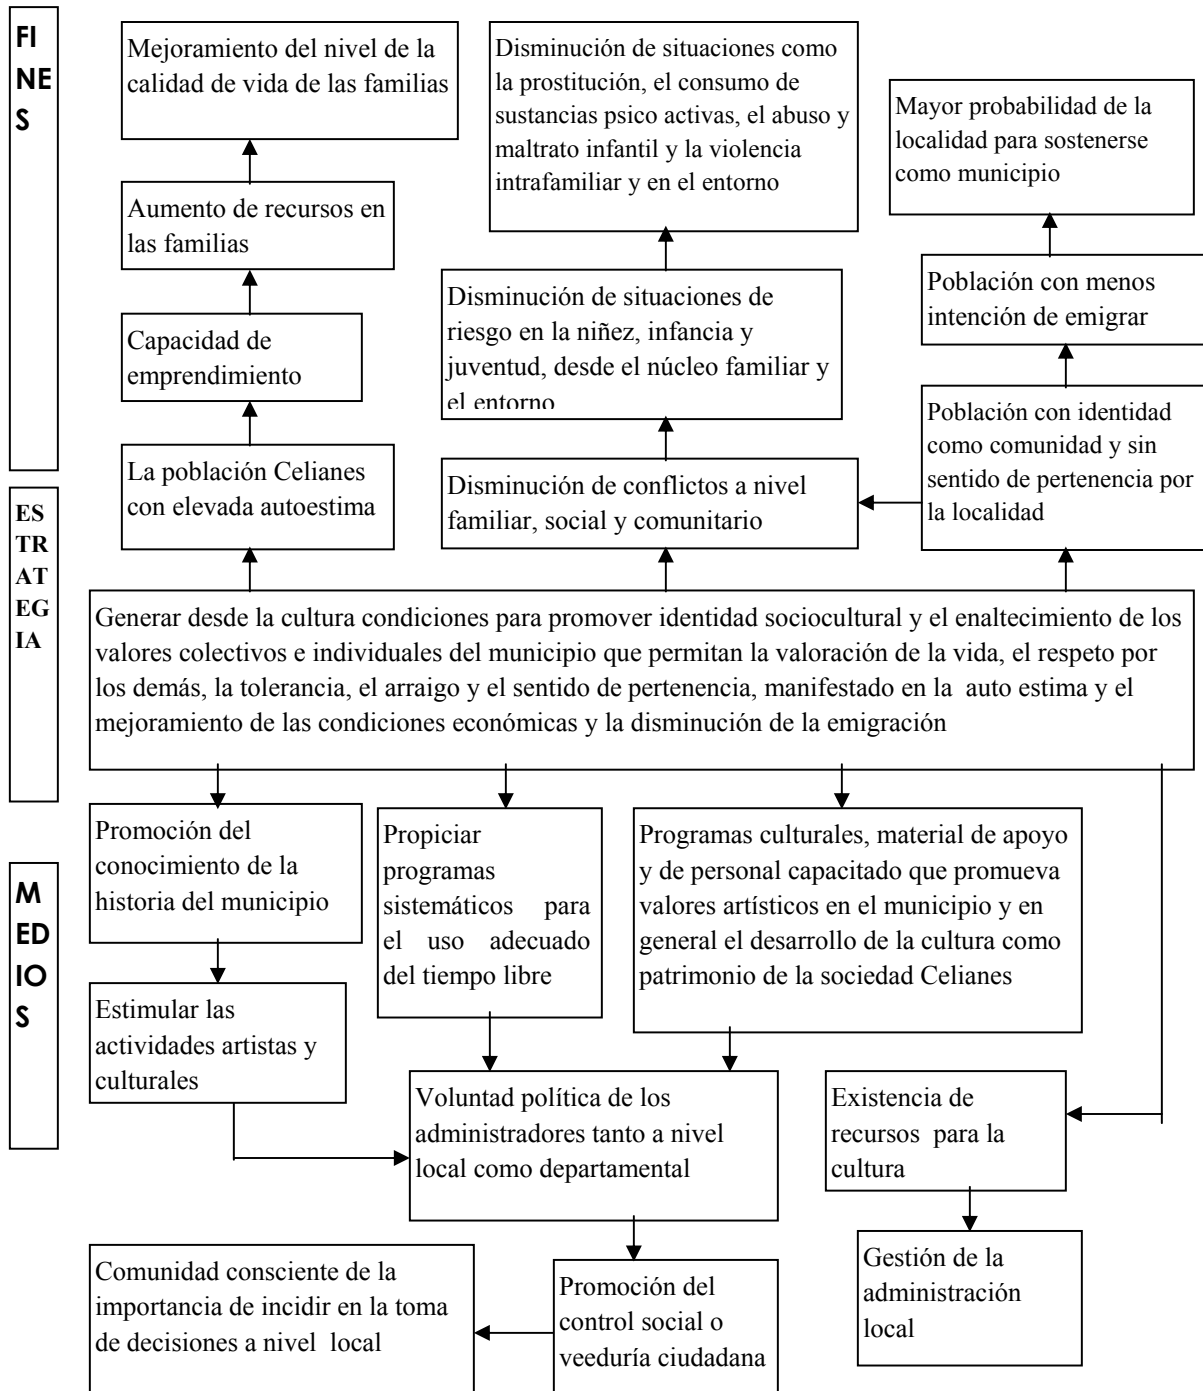 FI
NE
S
Mejoramiento del nivel de la
calidad de vida de las familias
Disminución de situaciones como
la prostitución, el consumo de
sustancias psico activas, el abuso y
maltrato infantil y la violencia
intrafamiliar y en el entorno
Mayor probabilidad de la
localidad para sostenerse
como municipio
Aumento de recursos en
las familias
Disminución de situaciones de
riesgo en la niñez, infancia y
juventud, desde el núcleo familiar y
el entorno
Población con menos
intención de emigrar
Capacidad de
emprendimiento
La población Celianes
con elevada autoestima
Disminución de conflictos a nivel
familiar, social y comunitario
Población con identidad
como comunidad y sin
sentido de pertenencia por
la localidad
ES
TR
AT
EG
IA
Generar desde la cultura condiciones para promover identidad sociocultural y el enaltecimiento de los
valores colectivos e individuales del municipio que permitan la valoración de la vida, el respeto por
los demás, la tolerancia, el arraigo y el sentido de pertenencia, manifestado en la auto estima y el
mejoramiento de las condiciones económicas y la disminución de la emigración
M
ED
IO
S
Promoción del
conocimiento de la
historia del municipio
Propiciar
programas
sistemáticos para
el uso adecuado
del tiempo libre
Programas culturales, material de apoyo
y de personal capacitado que promueva
valores artísticos en el municipio y en
general el desarrollo de la cultura como
patrimonio de la sociedad Celianes
Estimular las
actividades artistas y
culturales
Voluntad política de los
administradores tanto a nivel
local como departamental
Existencia de
recursos para la
cultura
Comunidad consciente de la
importancia de incidir en la toma
de decisiones a nivel local
Promoción del
control social o
veeduría ciudadana
Gestión de la
administración
local